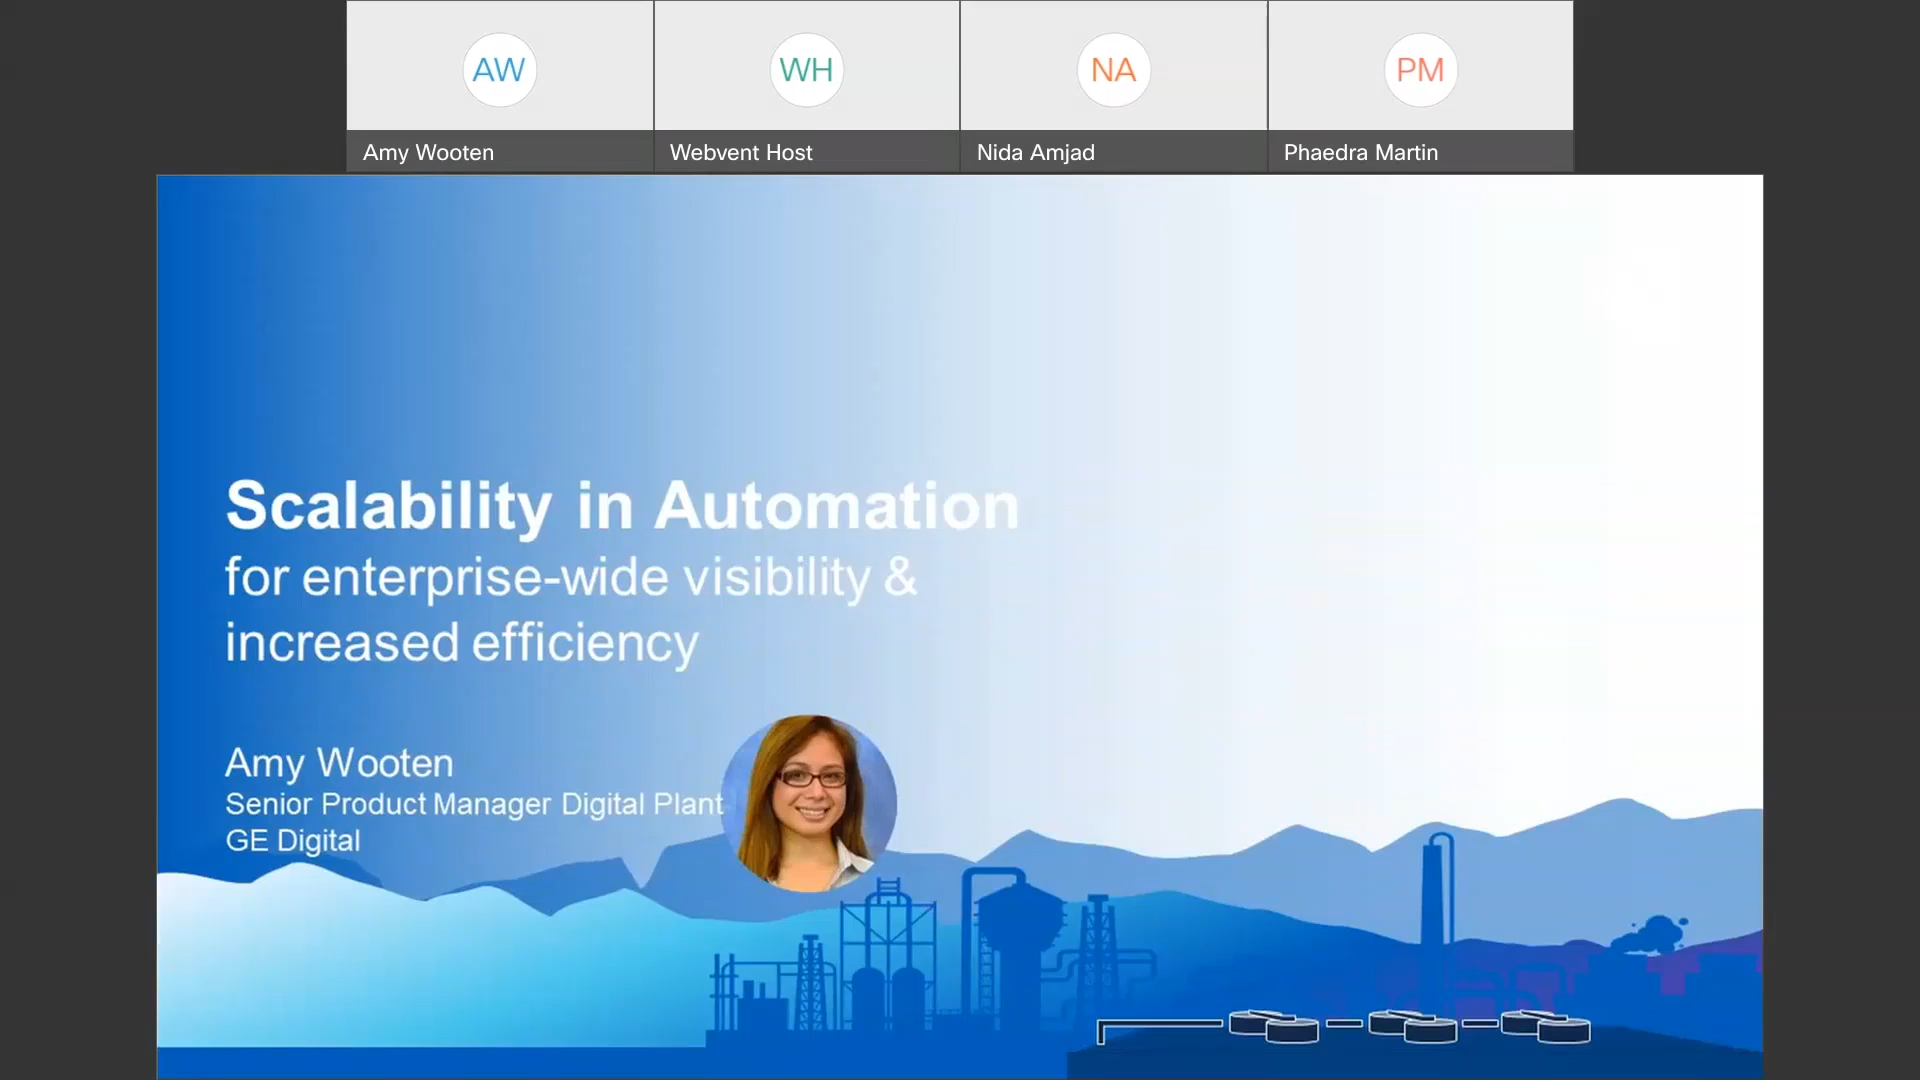 AW
WH
NA
PM
Amy Wooten
Webvent Host
Nida Amjad
Phaedra Martin
Scalability in Automation
for enterprise-wide visibility &
increased efficiency
Amy Wooten
Senior Product Manager Digital Plant
GE Digital